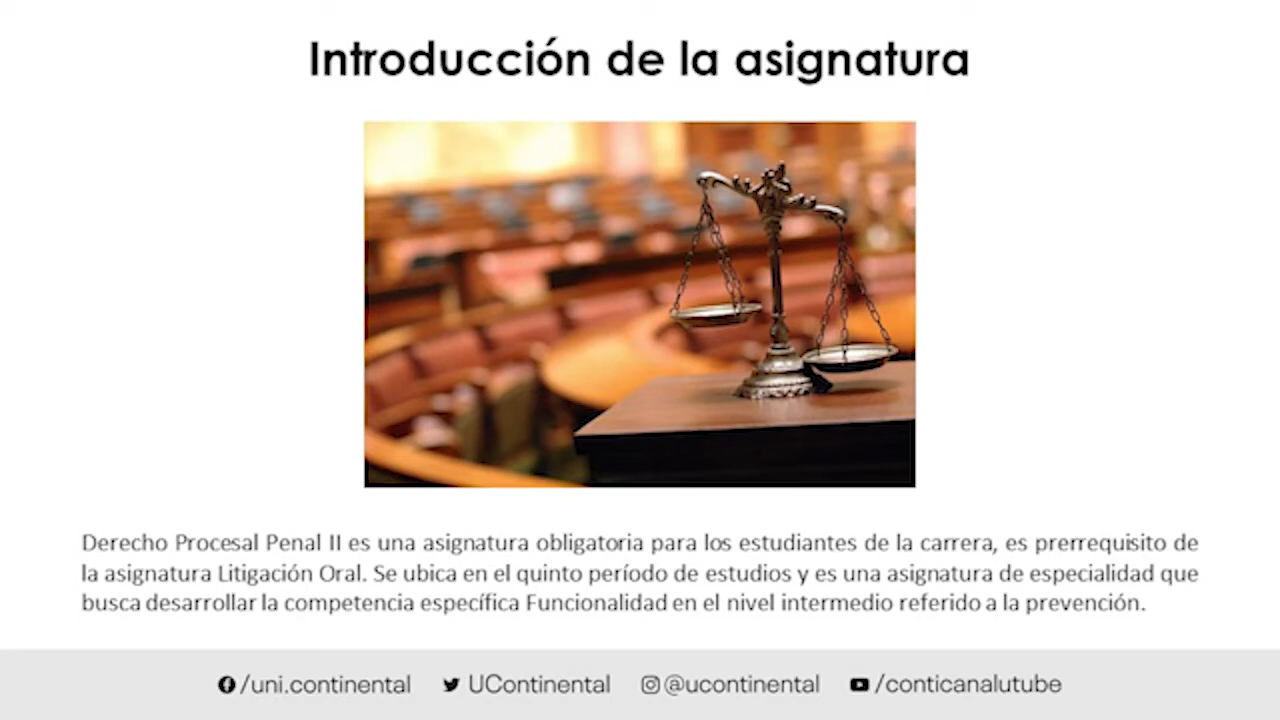 Introducción de la asignatura
Derecho Procesal Penal II es una asignatura obligatoria para los estudiantes de la carrera, es prerrequisito de
la asignatura Litigación Oral. Se ubica en el quinto período de estudios y es una asignatura de especialidad que
busca desarrollar la competencia específica Funcionalidad en el nivel intermedio referido a la prevención.
/uni.continental UContinental @ucontinental /conticanalutube